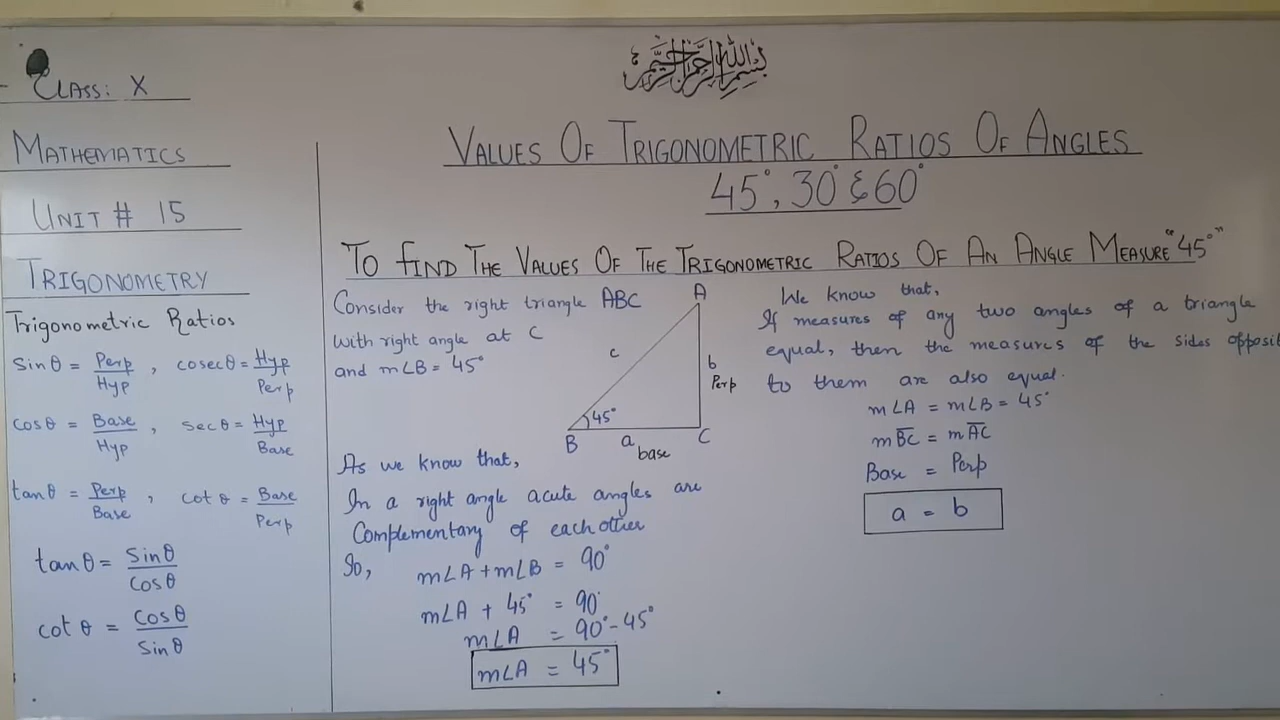 بسم الله الرحمن الرحيم
CLASS: X
MATHEMATICS
UNIT # 15
TRIGONOMETRY
Trigonometric Ratios
sinθ = Perp/Hyp , cosecθ = Hyp/Perp
cosθ = Base/Hyp , secθ = Hyp/Base
tanθ = Perp/Base , cotθ = Base/Perp
tanθ = Sinθ/Cosθ
cotθ = Cosθ/Sinθ
VALUES OF TRIGONOMETRIC RATIOS OF ANGLES
45°, 30° & 60°
TO FIND THE VALUES OF THE TRIGONOMETRIC RATIOS OF AN ANGLE MEASURE "45°"
Consider the right triangle ABC
with right angle at C
and m∠B = 45°
A
c
b
Perp
45°
B
a
C
base
As we know that,
In a right angle acute angles are
Complementary of each other
So,
m∠A + m∠B = 90°
m∠A + 45° = 90°
m∠A = 90° - 45°
m∠A = 45°
We know that,
If measures of any two angles of a triangle
equal, then the measures of the sides opposit
to them are also equal.
m∠A = m∠B = 45°
mB̅C̅ = mA̅C̅
Base = Perp
a = b